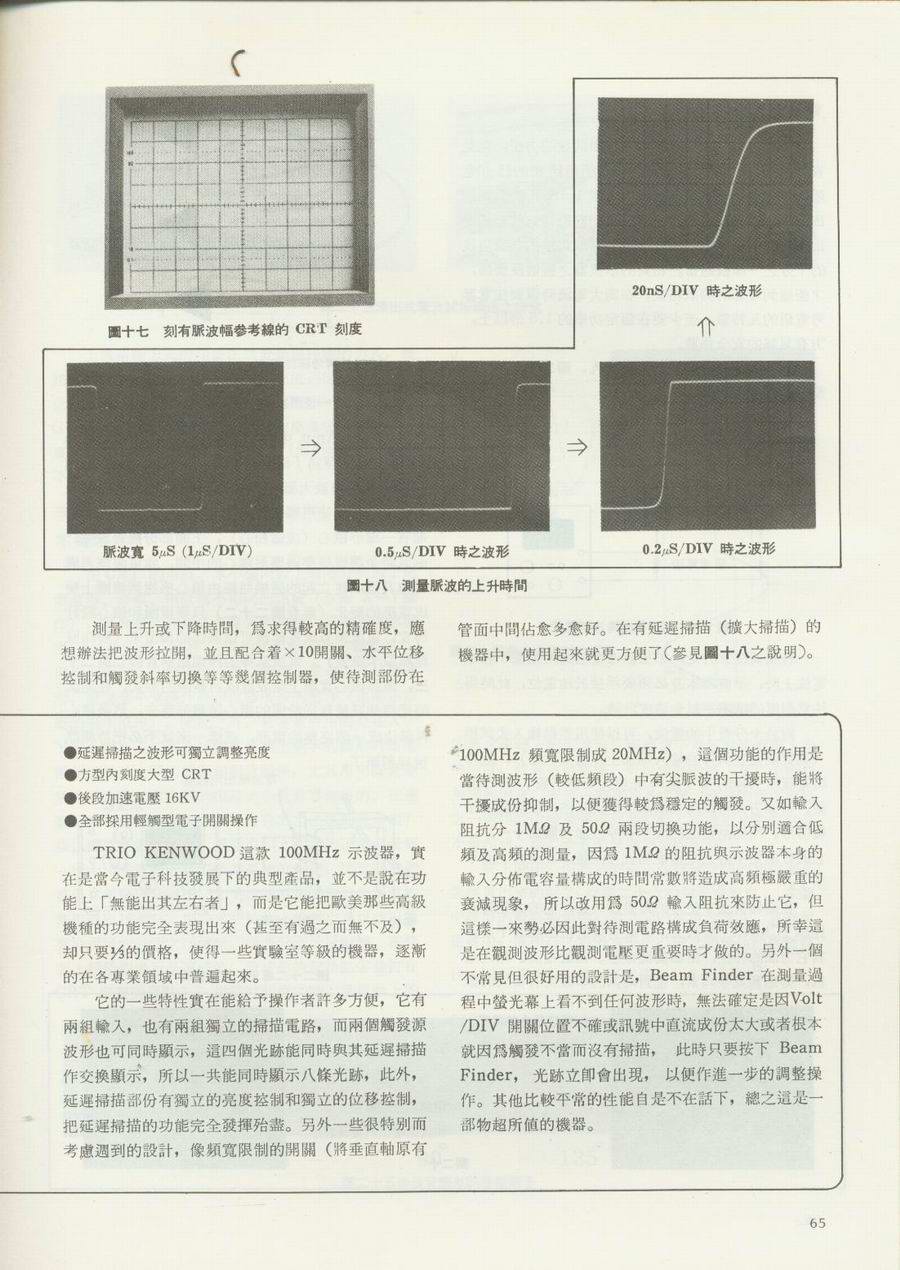 20nS/DIV 時之波形
圖十七 刻有脈波幅參考線的 CRT 刻度
脈波寬 5μS (1μS/DIV)
0.5μS/DIV 時之波形
0.2μS/DIV 時之波形
圖十八 測量脈波的上升時間
測量上升或下降時間，爲求得較高的精確度，應
想辦法把波形拉開，並且配合着×10開關、水平位移
控制和觸發斜率切換等等幾個控制器，使待測部份在
管面中間佔愈多愈好。在有延遲掃描（擴大掃描）的
機器中，使用起來就更方便了（參見圖十八之說明）。
●延遲掃描之波形可獨立調整亮度
●方型內刻度大型 CRT
●後段加速電壓 16KV
●全部採用輕觸型電子開關操作
TRIO KENWOOD 這款 100MHz 示波器，實
在是當今電子科技發展下的典型產品，並不是說在功
能上「無能出其左右者」，而是它能把歐美那些高級
機種的功能完全表現出來（甚至有過之而無不及），
却只要⅓的價格，使得一些實驗室等級的機器，逐漸
的在各專業領域中普遍起來。
它的一些特性實在能給予操作者許多方便，它有
兩組輸入，也有兩組獨立的掃描電路，而兩個觸發源
波形也可同時顯示，這四個光跡能同時與其延遲掃描
作交換顯示，所以一共能同時顯示八條光跡，此外，
延遲掃描部份有獨立的亮度控制和獨立的位移控制，
把延遲掃描的功能完全發揮殆盡。另外一些很特別而
考慮週到的設計，像頻寬限制的開關（將垂直軸原有
100MHz 頻寬限制成 20MHz），這個功能的作用是
當待測波形（較低頻段）中有尖脈波的干擾時，能將
干擾成份抑制，以便獲得較爲穩定的觸發。又如輸入
阻抗分 1MΩ 及 50Ω 兩段切換功能，以分別適合低
頻及高頻的測量，因爲 1MΩ 的阻抗與示波器本身的
輸入分佈電容量構成的時間常數將造成高頻極嚴重的
衰減現象，所以改用爲 50Ω 輸入阻抗來防止它，但
這樣一來勢必因此對待測電路構成負荷效應，所幸這
是在觀測波形比觀測電壓更重要時才做的。另外一個
不常見但很好用的設計是，Beam Finder 在測量過
程中螢光幕上看不到任何波形時，無法確定是因Volt
/DIV 開關位置不確或訊號中直流成份太大或者根本
就因爲觸發不當而沒有掃描， 此時只要按下 Beam
Finder， 光跡立卽會出現， 以便作進一步的調整操
作。其他比較平常的性能自是不在話下，總之這是一
部物超所値的機器。
65